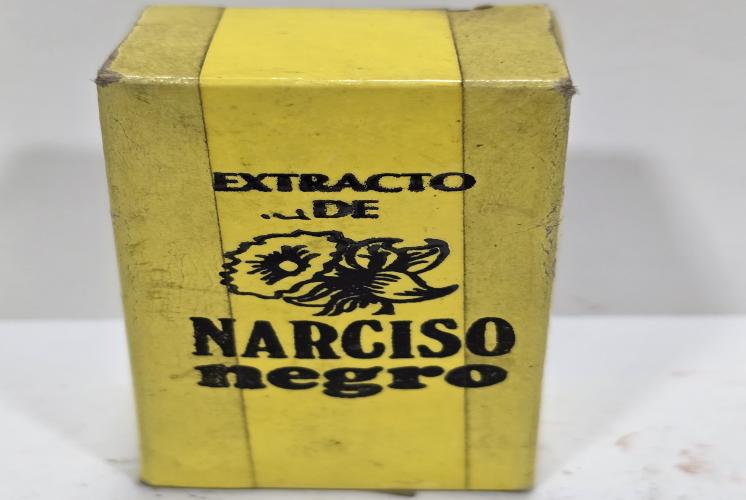 EXTRACTO
DE
NARCISO
negro